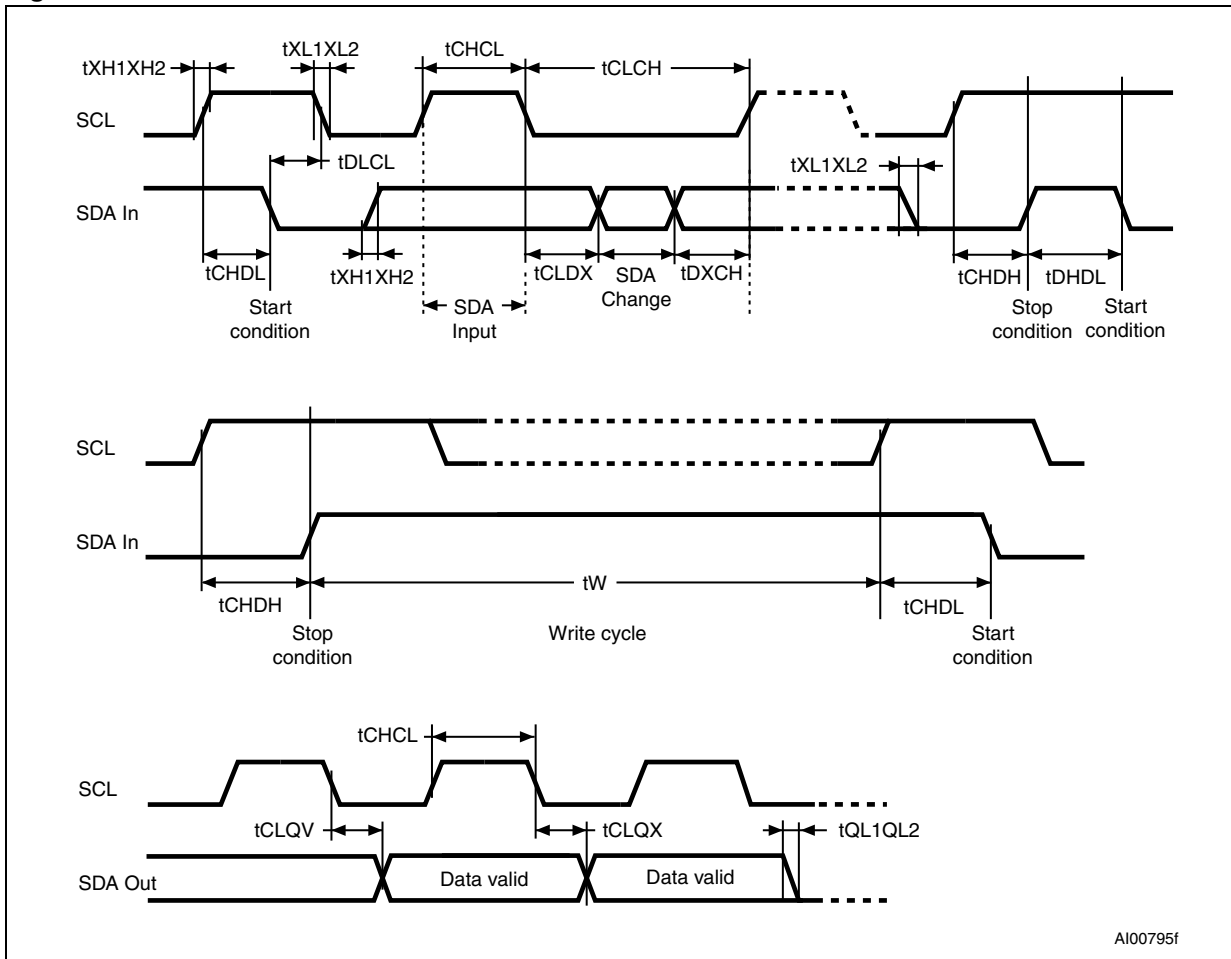 tXH1XH2
tXL1XL2
tCHCL
tCLCH
SCL
tDLCL
tXL1XL2
SDA In
tCHDL
tXH1XH2
tCLDX
SDA
Change
tDXCH
tCHDH
tDHDL
Start
condition
SDA
Input
Stop
condition
Start
condition
SCL
SDA In
tCHDH
tW
tCHDL
Stop
condition
Write cycle
Start
condition
tCHCL
SCL
tCLQV
tCLQX
tQL1QL2
SDA Out
Data valid
Data valid
AI00795f